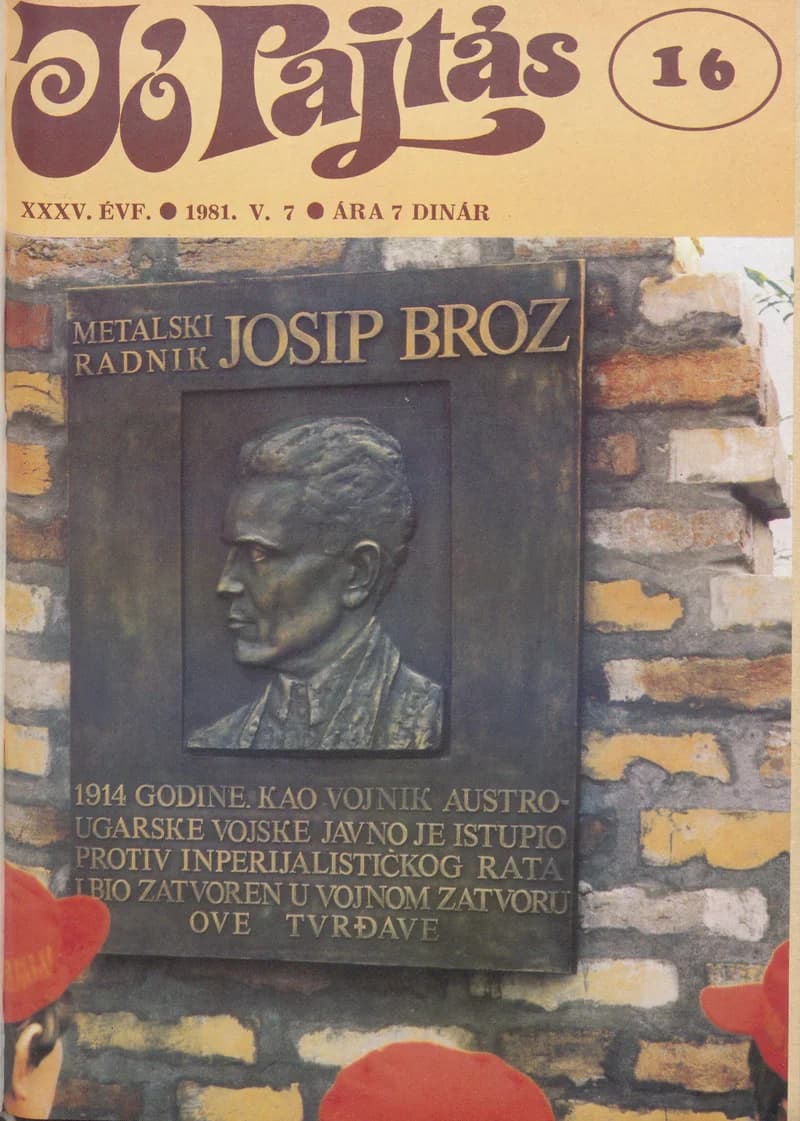 Jó Pajtás
16
XXXV. ÉVF. ● 1981. V. 7 ● ÁRA 7 DINÁR
METALSKI
RADNIK JOSIP BROZ
1914 GODINE. KAO VOJNIK AUSTRO-
UGARSKE VOJSKE JAVNO JE ISTUPIO
PROTIV INPERIJALISTIČKOG RATA
I BIO ZATVOREN U VOJNOM ZATVORU
OVE TVRĐAVE